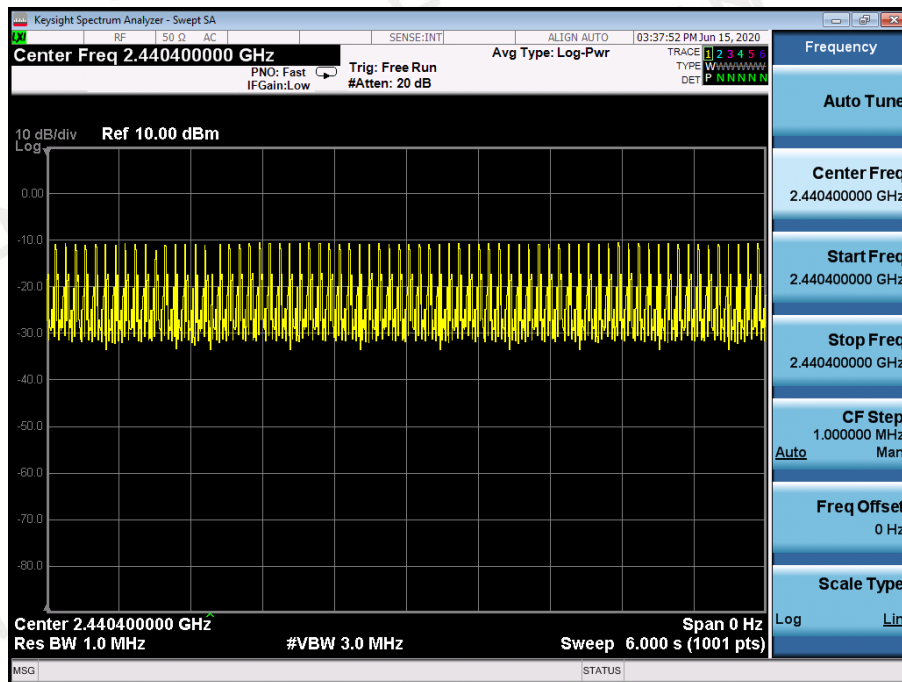 Keysight Spectrum Analyzer - Swept SA
LXI RF 50 Ω AC SENSE:INT ALIGN AUTO 03:37:52 PM Jun 15, 2020
Center Freq 2.440400000 GHz
PNO: Fast
IFGain:Low
Trig: Free Run
#Atten: 20 dB
Avg Type: Log-Pwr
TRACE 1 2 3 4 5 6
TYPE WWWWWW
DET P N N N N N
10 dB/div
Log
Ref 10.00 dBm
0.00
-10.0
-20.0
-30.0
-40.0
-50.0
-60.0
-70.0
-80.0
Center 2.440400000 GHz
Span 0 Hz
Res BW 1.0 MHz
#VBW 3.0 MHz
Sweep 6.000 s (1001 pts)
MSG
STATUS
Frequency
Auto Tune
Center Freq
2.440400000 GHz
Start Freq
2.440400000 GHz
Stop Freq
2.440400000 GHz
CF Step
1.000000 MHz
Auto Man
Freq Offset
0 Hz
Scale Type
Log Lin